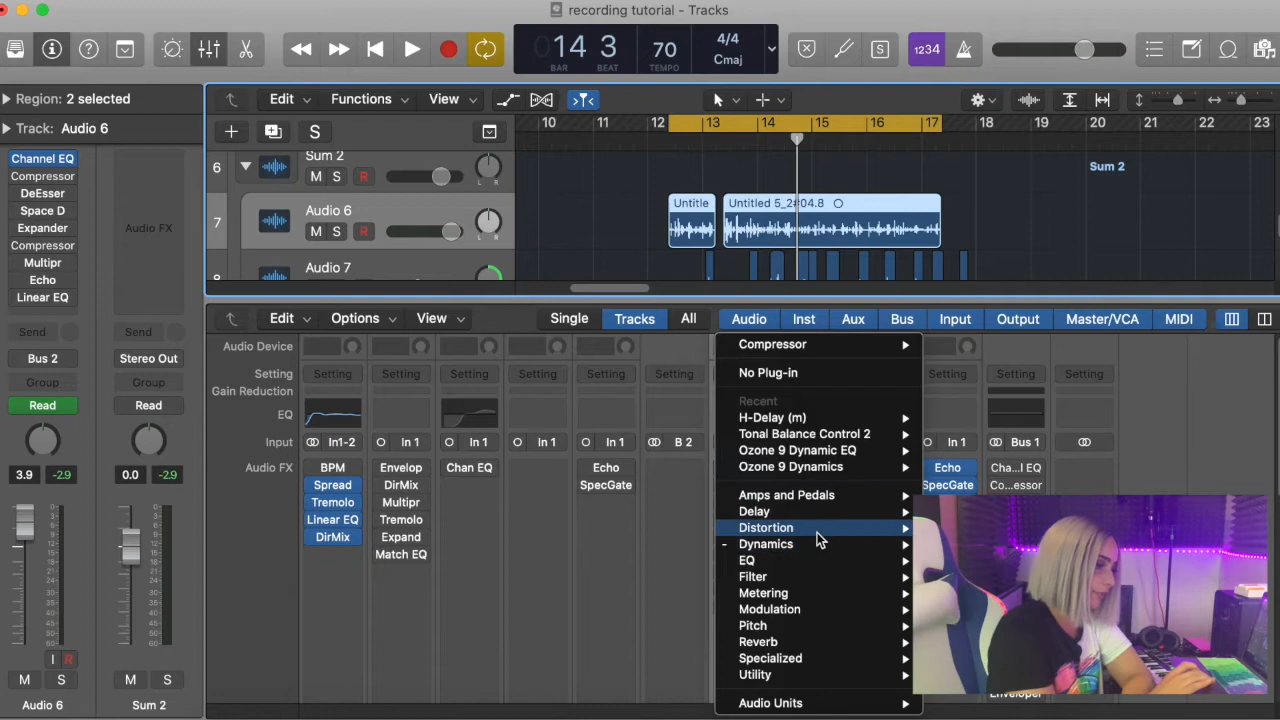 recording tutorial - Tracks
14 3
BAR BEAT
70
TEMPO
4/4
Cmaj
S
1234
Region: 2 selected
Track: Audio 6
Edit
Functions
View
S
10 11 12 13 14 15 16 17 18 19 20 21 22 23
6
Sum 2
M S R
L R
Sum 2
7
Audio 6
M S R
L R
Untitle
Untitled 5_2#04.8
8
Audio 7
Channel EQ
Compressor
DeEsser
Space D
Expander
Compressor
Multipr
Echo
Linear EQ
Audio FX
Send
Send
Bus 2
Stereo Out
Group
Group
Read
Read
3.9 -2.9
0.0 -2.9
I R
M S
M S
Audio 6
Sum 2
Edit
Options
View
Single
Tracks
All
Audio
Inst
Aux
Bus
Input
Output
Master/VCA
MIDI
Audio Device
Setting
Setting Setting Setting Setting Setting Setting Setting Setting Setting
Gain Reduction
EQ
Input
In1-2 In 1 In 1 In 1 In 1 B 2 In 1 Bus 1
Audio FX
BPM
Spread
Tremolo
Linear EQ
DirMix
Envelop
DirMix
Multipr
Tremolo
Expand
Match EQ
Chan EQ
Echo
SpecGate
Echo
SpecGate
Cha...l EQ
Co...essor
Compressor
No Plug-in
Recent
H-Delay (m)
Tonal Balance Control 2
Ozone 9 Dynamic EQ
Ozone 9 Dynamics
Amps and Pedals
Delay
Distortion
Dynamics
EQ
Filter
Metering
Modulation
Pitch
Reverb
Specialized
Utility
Audio Units